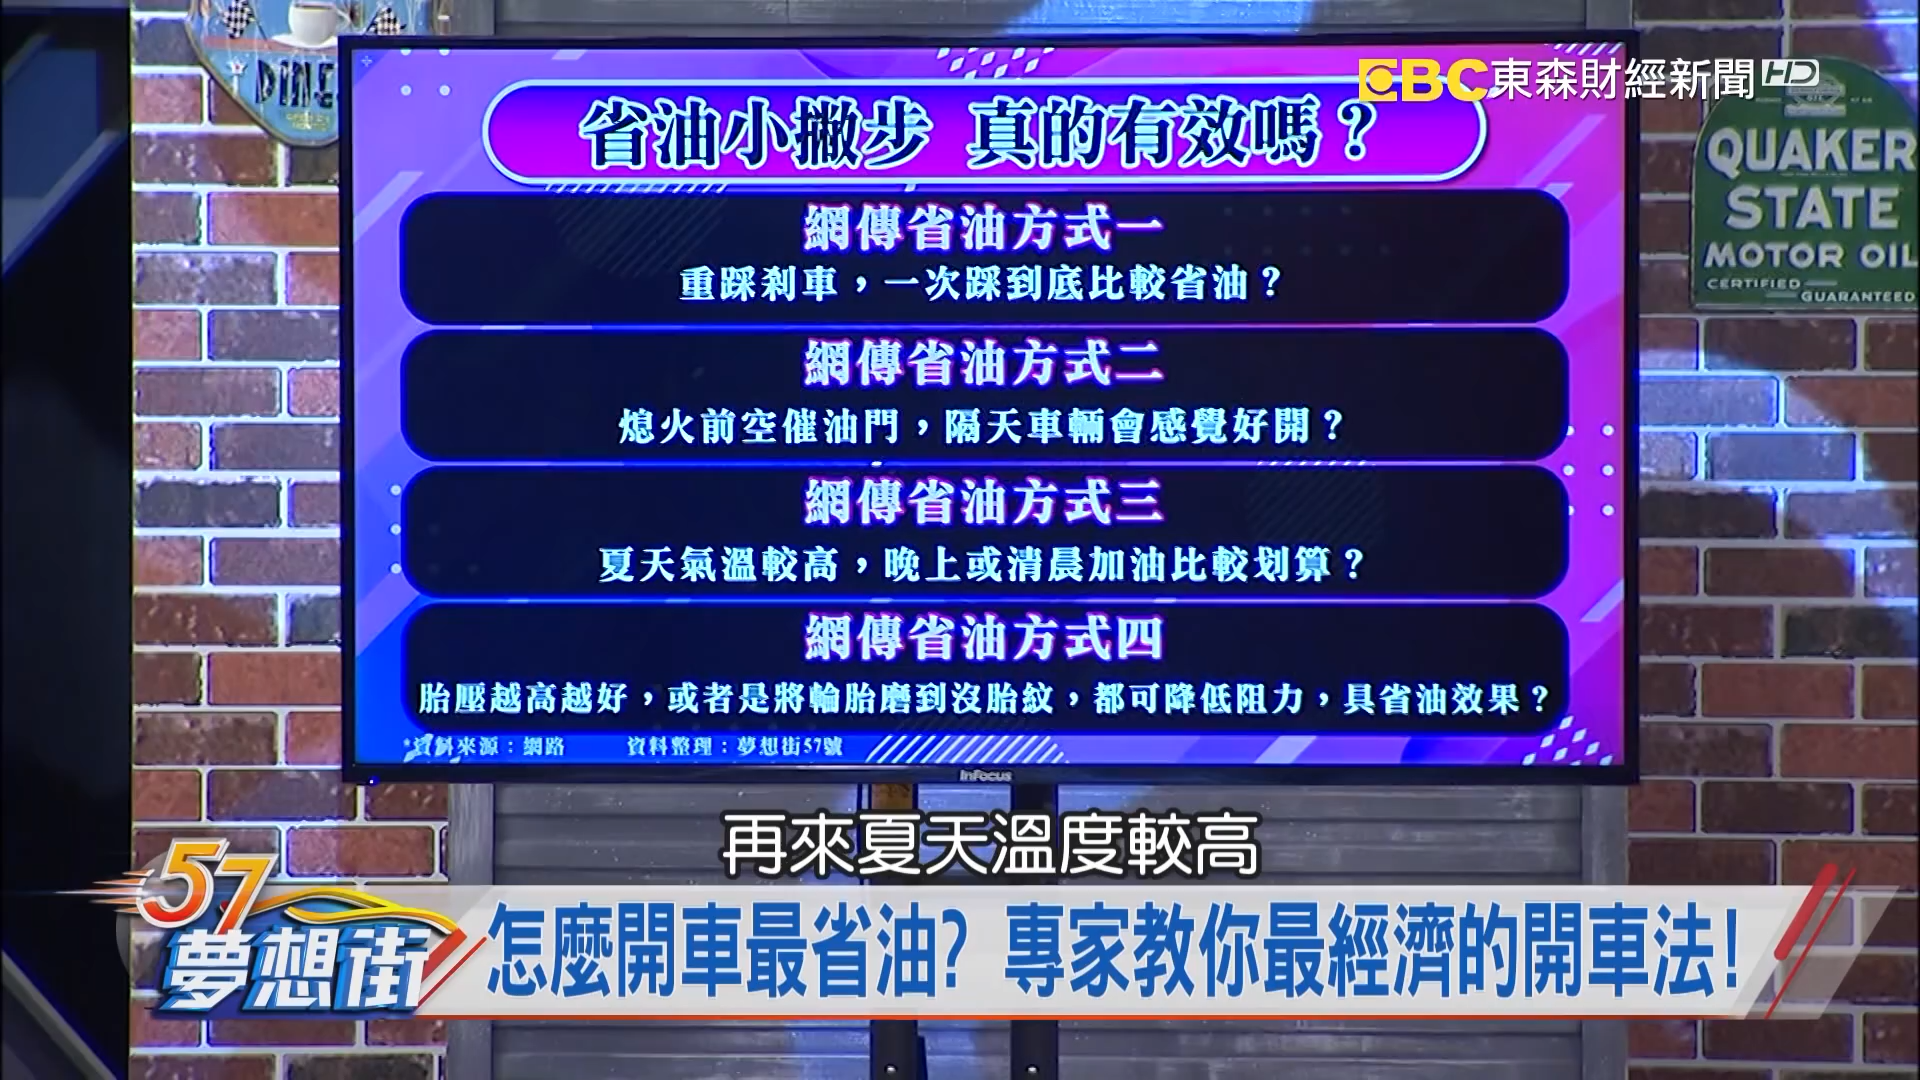 DINE
EBC東森財經新聞HD
QUAKER
STATE
MOTOR OIL
CERTIFIED
GUARANTEED
省油小撇步 真的有效嗎？
網傳省油方式一
重踩剎車，一次踩到底比較省油？
網傳省油方式二
熄火前空催油門，隔天車輛會感覺好開？
網傳省油方式三
夏天氣溫較高，晚上或清晨加油比較划算？
網傳省油方式四
胎壓越高越好，或者是將輪胎磨到沒胎紋，都可降低阻力，具省油效果？
*資料來源：網路 資料整理：夢想街57號
InFocus
再來夏天溫度較高
57
夢想街
怎麼開車最省油? 專家教你最經濟的開車法!